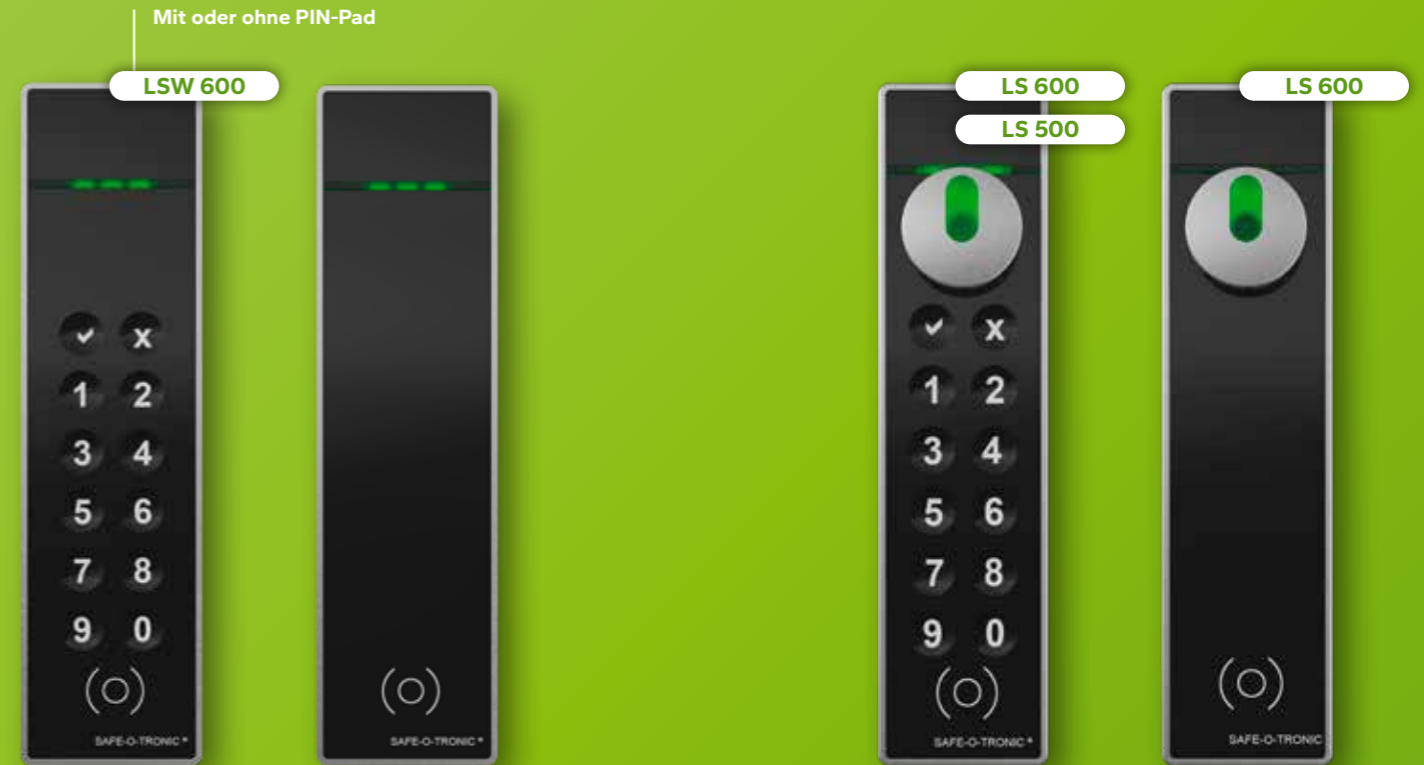 Mit oder ohne PIN-Pad
LSW 600
LS 600
LS 500
LS 600
X
1 2
3 4
5 6
7 8
9 0
SAFE-O-TRONIC®
SAFE-O-TRONIC®
X
1 2
3 4
5 6
7 8
9 0
SAFE-O-TRONIC®
SAFE-O-TRONIC